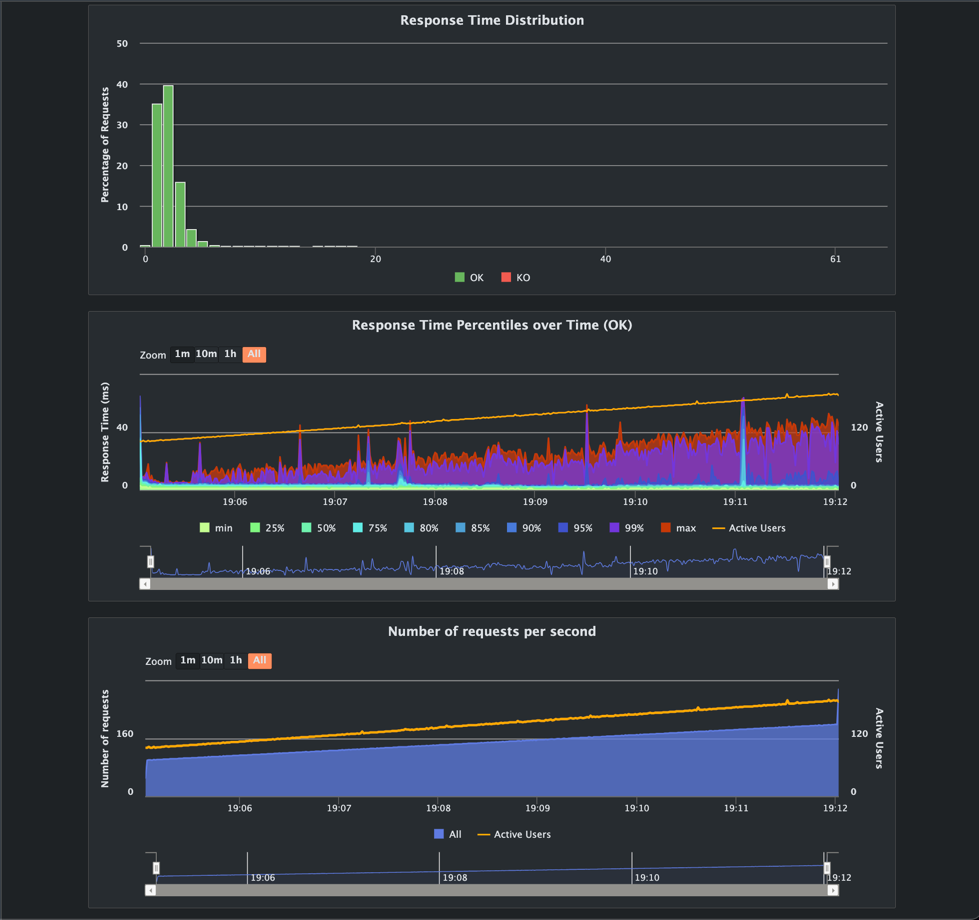 Response Time Distribution
Percentage of Requests
50
40
30
20
10
0
0 20 40 61
OK KO
Response Time Percentiles over Time (OK)
Zoom 1m 10m 1h All
Response Time (ms)
Active Users
40 120
0 0
19:06 19:07 19:08 19:09 19:10 19:11 19:12
min 25% 50% 75% 80% 85% 90% 95% 99% max Active Users
19:06 19:08 19:10 19:12
Number of requests per second
Zoom 1m 10m 1h All
Number of requests
Active Users
160 120
0 0
19:06 19:07 19:08 19:09 19:10 19:11 19:12
All Active Users
19:06 19:08 19:10 19:12